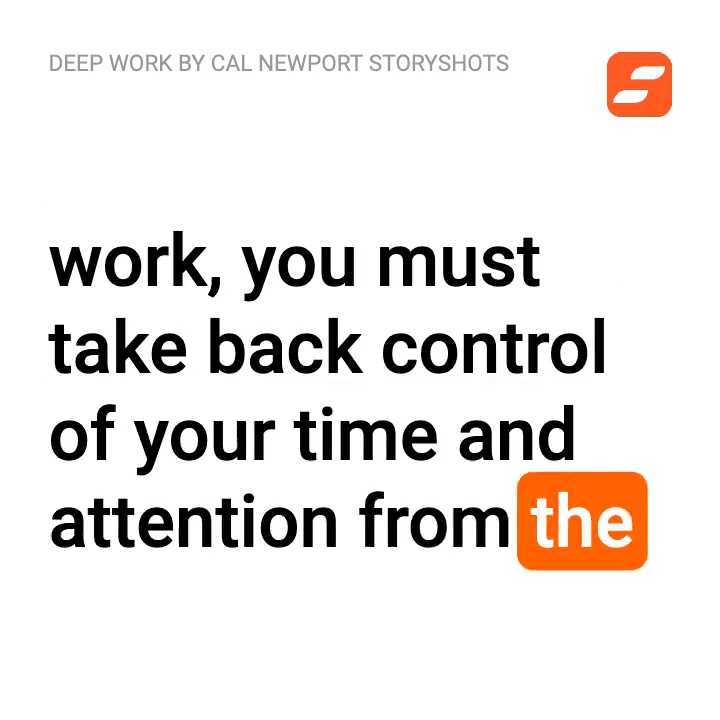 DEEP WORK BY CAL NEWPORT STORYSHOTS
work, you must
take back control
of your time and
attention from the